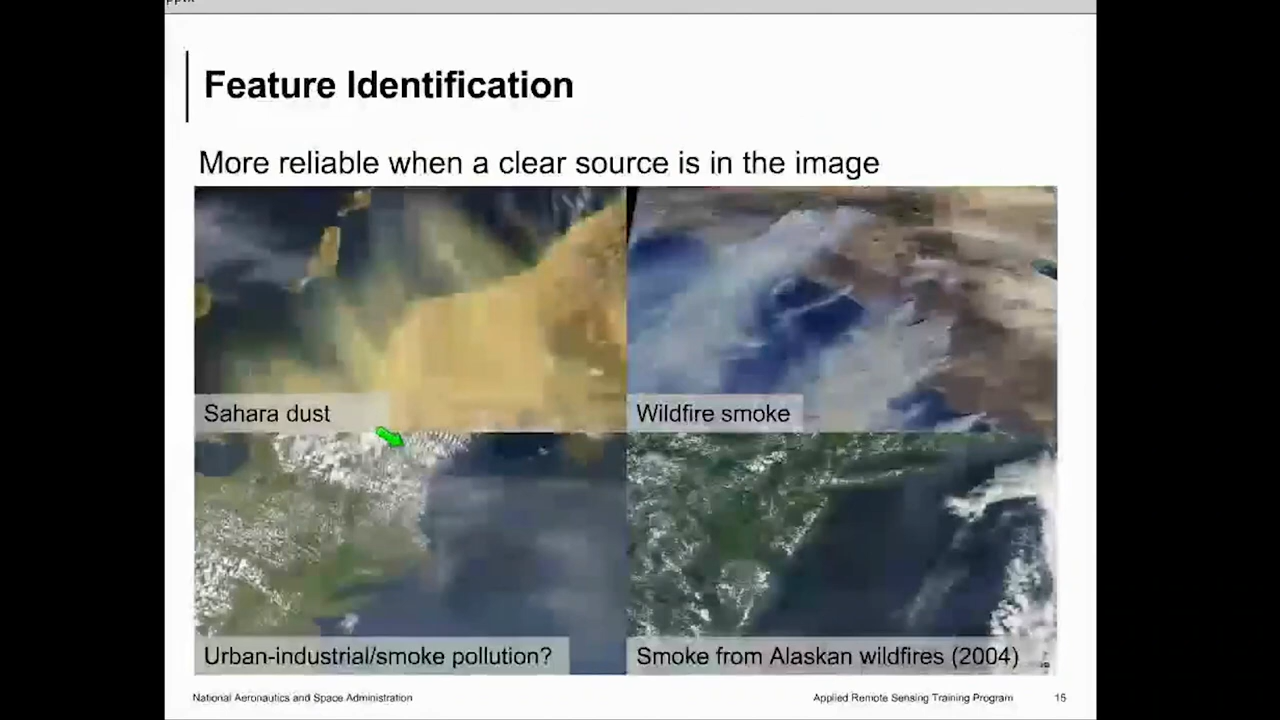 Feature Identification
More reliable when a clear source is in the image
Sahara dust
Wildfire smoke
Urban-industrial/smoke pollution?
Smoke from Alaskan wildfires (2004)
National Aeronautics and Space Administration
Applied Remote Sensing Training Program
15